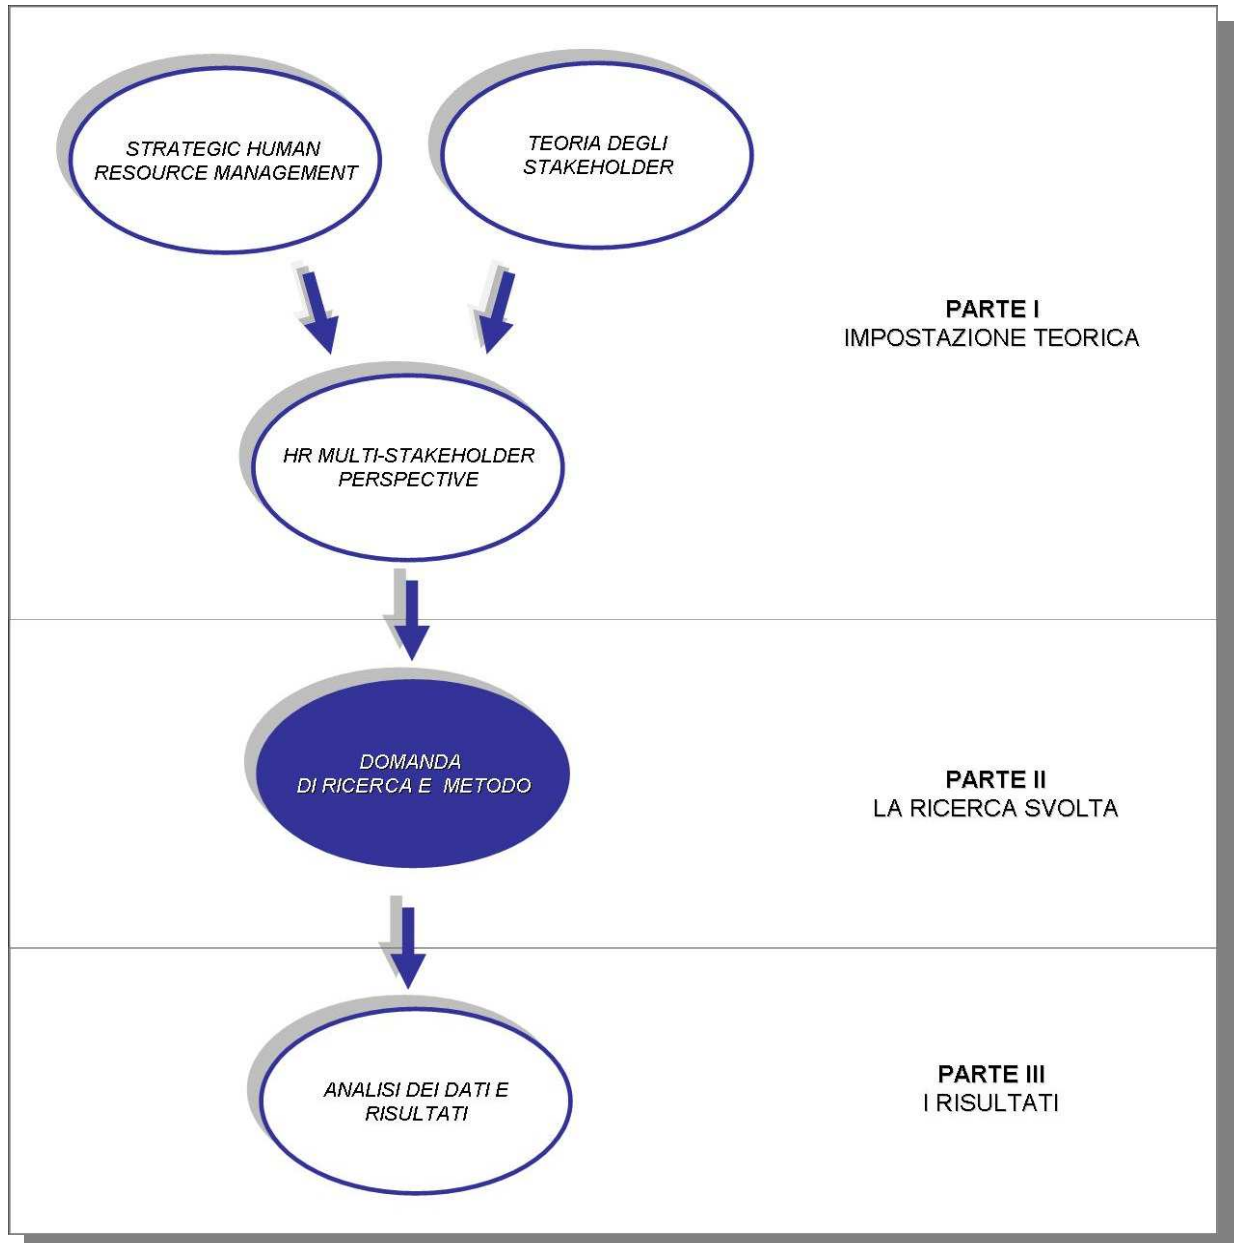 STRATEGIC HUMAN
RESOURCE MANAGEMENT
TEORIA DEGLI
STAKEHOLDER
PARTE I
IMPOSTAZIONE TEORICA
HR MULTI-STAKEHOLDER
PERSPECTIVE
DOMANDA
DI RICERCA E METODO
PARTE II
LA RICERCA SVOLTA
ANALISI DEI DATI E
RISULTATI
PARTE III
I RISULTATI